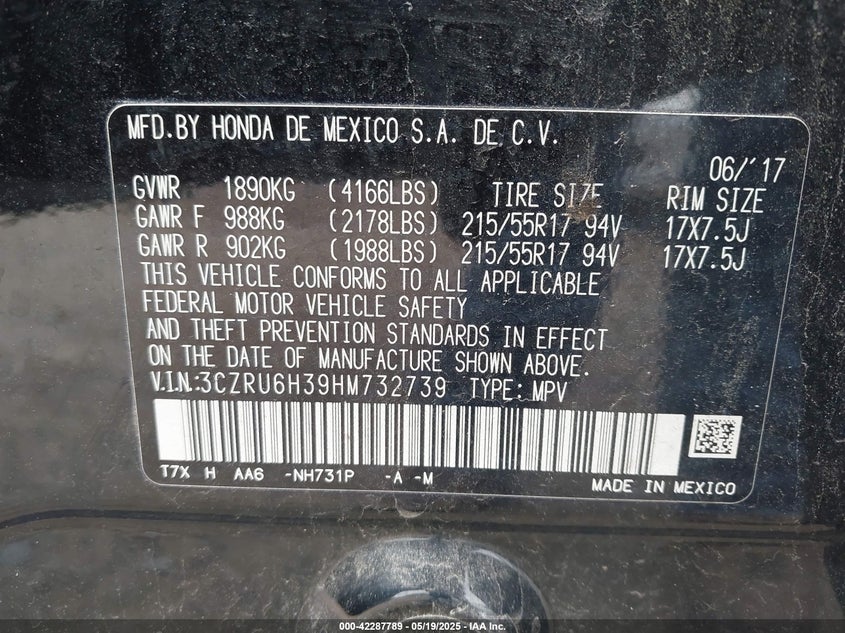 MFD.BY HONDA DE MEXICO S.A. DE C.V.
06/'17
GVWR 1890KG (4166LBS) TIRE SIZE RIM SIZE
GAWR F 988KG (2178LBS) 215/55R17 94V 17X7.5J
GAWR R 902KG (1988LBS) 215/55R17 94V 17X7.5J
THIS VEHICLE CONFORMS TO ALL APPLICABLE
FEDERAL MOTOR VEHICLE SAFETY
AND THEFT PREVENTION STANDARDS IN EFFECT
ON THE DATE OF MANUFACTURE SHOWN ABOVE.
V.I.N.:3CZRU6H39HM732739 TYPE: MPV
T7X H AA6 -NH731P -A -M
MADE IN MEXICO
000-42287789 - 05/19/2025 - IAA Inc.